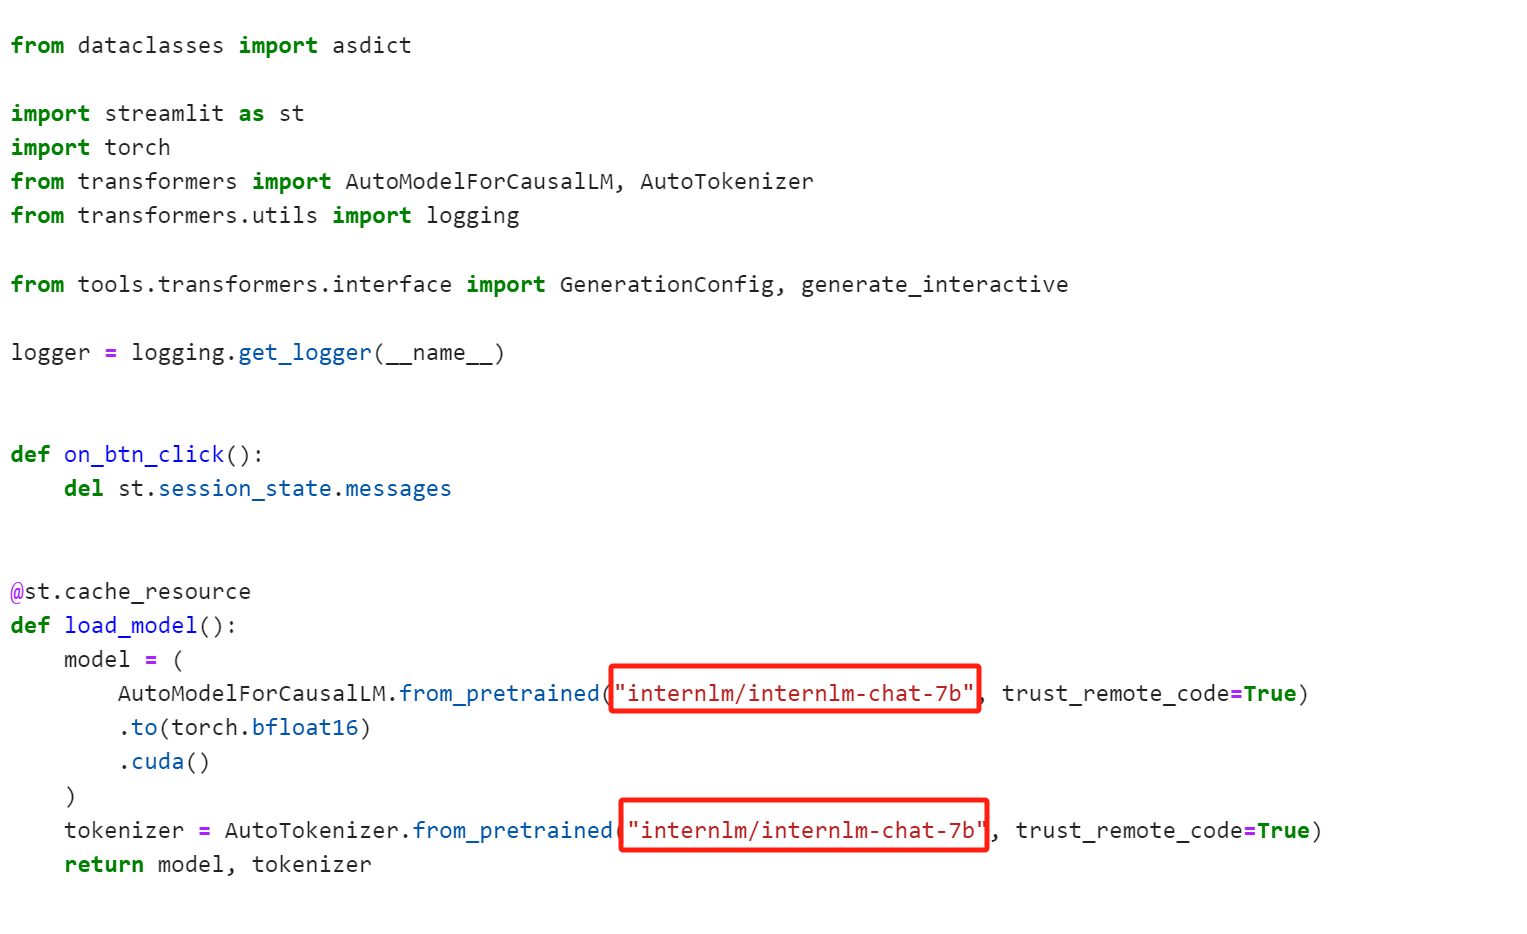 from dataclasses import asdict
import streamlit as st
import torch
from transformers import AutoModelForCausalLM, AutoTokenizer
from transformers.utils import logging
from tools.transformers.interface import GenerationConfig, generate_interactive
logger = logging.get_logger(__name__)
def on_btn_click():
    del st.session_state.messages
@st.cache_resource
def load_model():
    model = (
        AutoModelForCausalLM.from_pretrained("internlm/internlm-chat-7b", trust_remote_code=True)
        .to(torch.bfloat16)
        .cuda()
    )
    tokenizer = AutoTokenizer.from_pretrained("internlm/internlm-chat-7b", trust_remote_code=True)
    return model, tokenizer